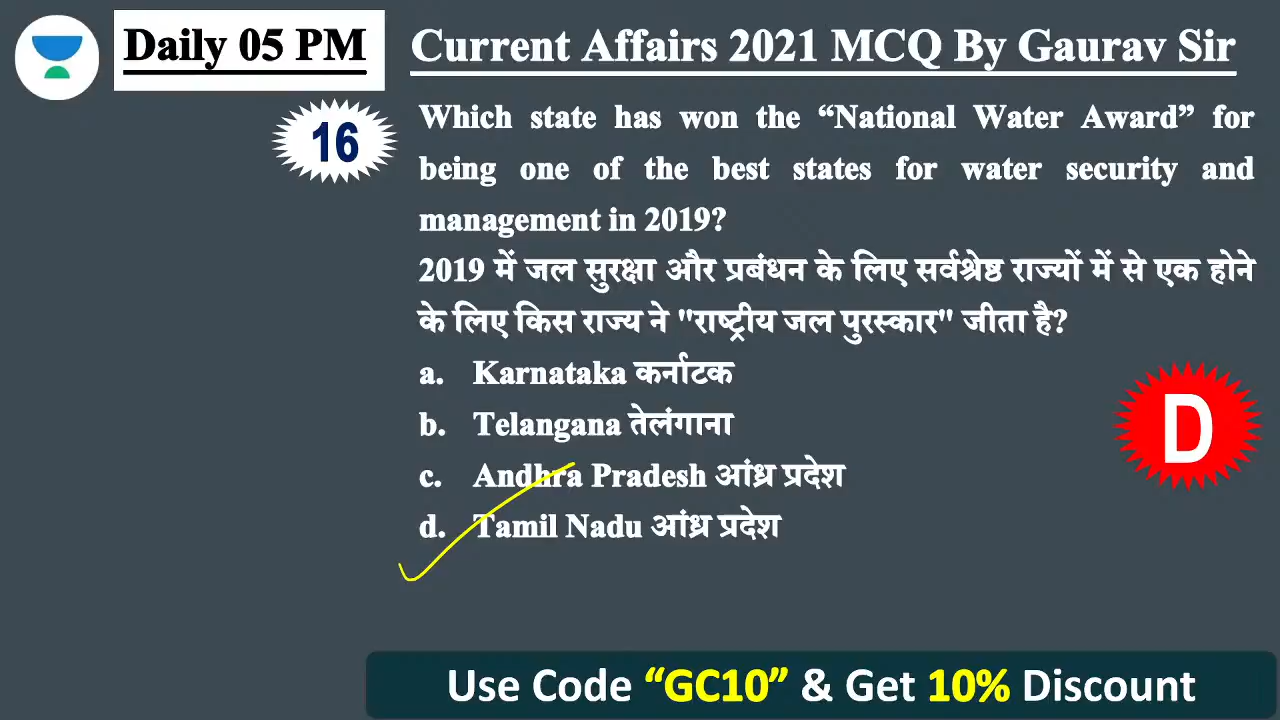 Daily 05 PM
Current Affairs 2021 MCQ By Gaurav Sir
16
Which state has won the “National Water Award” for
being one of the best states for water security and
management in 2019?
2019 में जल सुरक्षा और प्रबंधन के लिए सर्वश्रेष्ठ राज्यों में से एक होने
के लिए किस राज्य ने "राष्ट्रीय जल पुरस्कार" जीता है?
a. Karnataka कर्नाटक
b. Telangana तेलंगाना
c. Andhra Pradesh आंध्र प्रदेश
d. Tamil Nadu आंध्र प्रदेश
D
Use Code “GC10” & Get 10% Discount